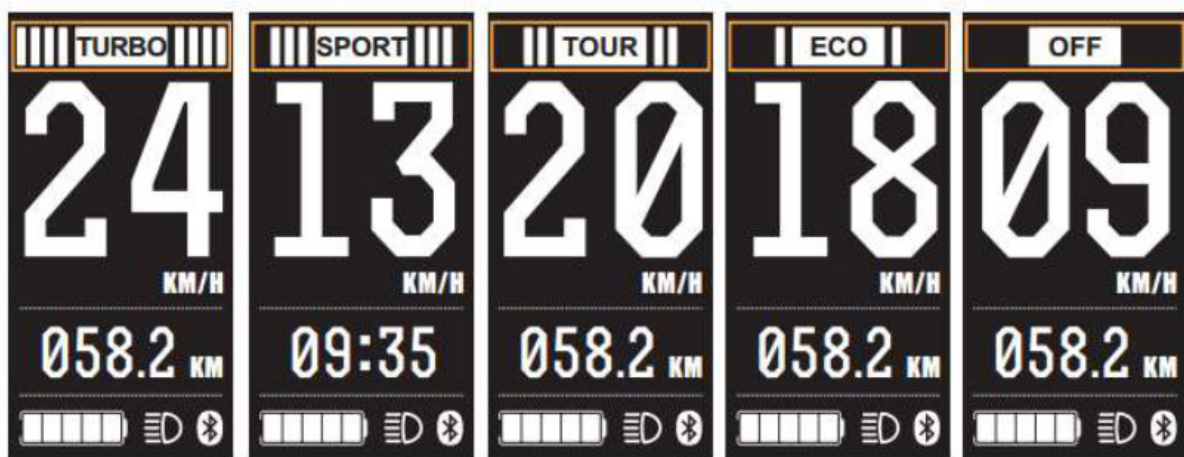 TURBO
24
KM/H
058.2 KM
SPORT
13
KM/H
09:35
TOUR
20
KM/H
058.2 KM
ECO
18
KM/H
058.2 KM
OFF
09
KM/H
058.2 KM